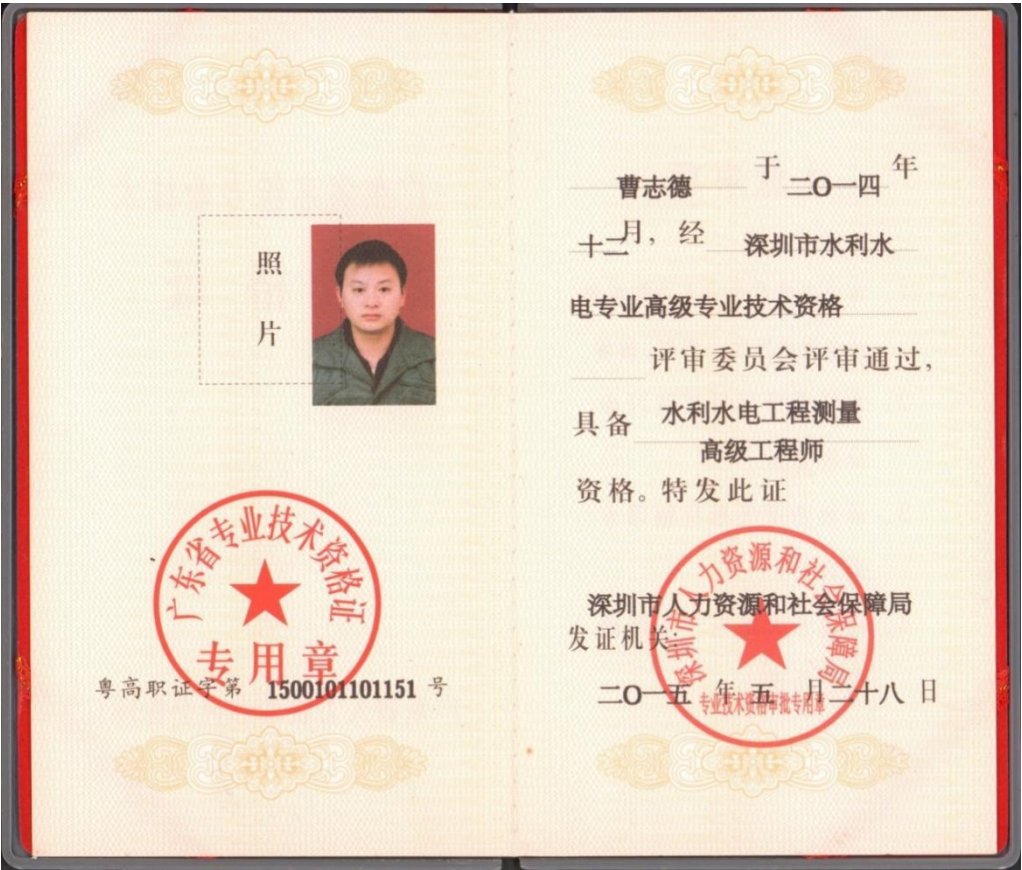 照
片
广东省专业技术资格证
专用章
粤高职证字第 1500101101151 号
曹志德 于 二O一四 年
十二 月，经 深圳市水利水
电专业高级专业技术资格
评审委员会评审通过，
具备 水利水电工程测量
高级工程师
资格。特发此证
深圳市人力资源和社会保障局
深圳市人力资源和社会保障局
发证机关：
二O一五 年 五 月 二十八 日
专业技术资格审批专用章